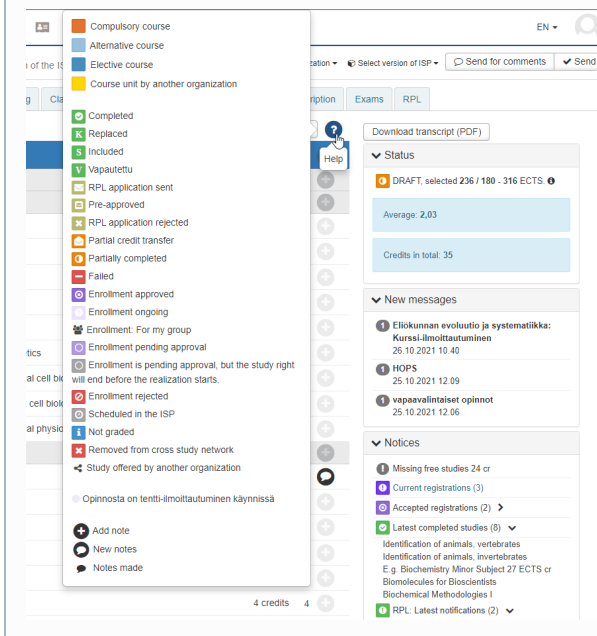 EN
Compulsory course
Alternative course
Elective course
Course unit by another organization
Completed
K Replaced
S Included
V Vapautettu
RPL application sent
Pre-approved
RPL application rejected
Partial credit transfer
Partially completed
Failed
Enrollment approved
Enrollment ongoing
Enrollment: For my group
Enrollment pending approval
Enrollment is pending approval, but the study right
will end before the realization starts.
Enrollment rejected
Scheduled in the ISP
i Not graded
Removed from cross study network
Study offered by another organization
Opinnosta on tentti-ilmoittautuminen käynnissä
Add note
New notes
Notes made
n of the IS
zation
Select version of ISP
Send for comments
Send
g
Cla
ription
Exams
RPL
?
Help
tics
al cell bio
cell biolo
al physio
4 credits 4
Download transcript (PDF)
Status
DRAFT, selected 236 / 180 - 316 ECTS.
Average: 2,03
Credits in total: 35
New messages
1 Eliökunnan evoluutio ja systematiikka:
Kurssi-ilmoittautuminen
26.10.2021 10.40
1 HOPS
25.10.2021 12.09
1 vapaavalintaiset opinnot
25.10.2021 12.06
Notices
Missing free studies 24 cr
Current registrations (3)
Accepted registrations (2)
Latest completed studies (8)
Identification of animals, vertebrates
Identification of animals, invertebrates
E.g. Biochemistry Minor Subject 27 ECTS cr
Biomolecules for Bioscientists
Biochemical Methodologies I
RPL: Latest notifications (2)